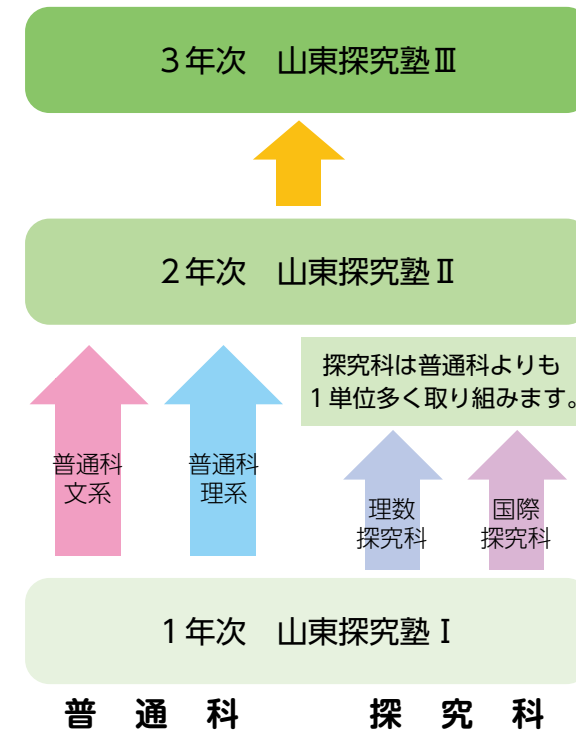 3年次　山東探究塾Ⅲ
2年次　山東探究塾Ⅱ
探究科は普通科よりも
1単位多く取り組みます。
普通科
文系
普通科
理系
理数
探究科
国際
探究科
1年次　山東探究塾Ⅰ
普　通　科　　探　究　科